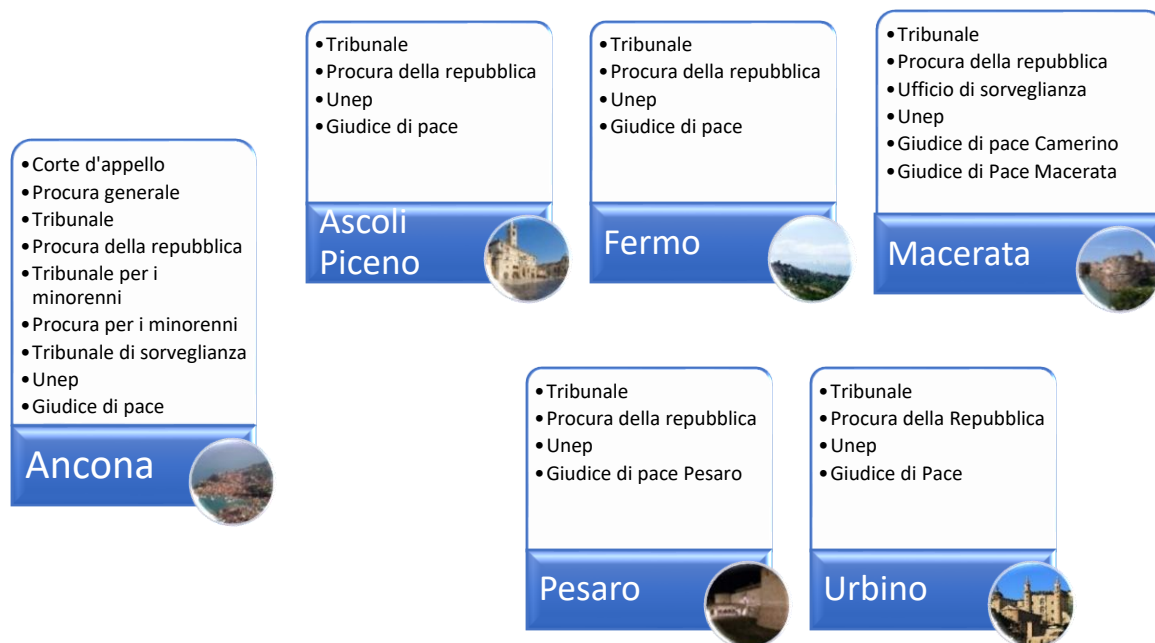 •Corte d'appello
•Procura generale
•Tribunale
•Procura della repubblica
•Tribunale per i
minorenni
•Procura per i minorenni
•Tribunale di sorveglianza
•Unep
•Giudice di pace
Ancona
•Tribunale
•Procura della repubblica
•Unep
•Giudice di pace
Ascoli
Piceno
•Tribunale
•Procura della repubblica
•Unep
•Giudice di pace
Fermo
•Tribunale
•Procura della repubblica
•Ufficio di sorveglianza
•Unep
•Giudice di pace Camerino
•Giudice di Pace Macerata
Macerata
•Tribunale
•Procura della repubblica
•Unep
•Giudice di pace Pesaro
Pesaro
•Tribunale
•Procura della Repubblica
•Unep
•Giudice di Pace
Urbino